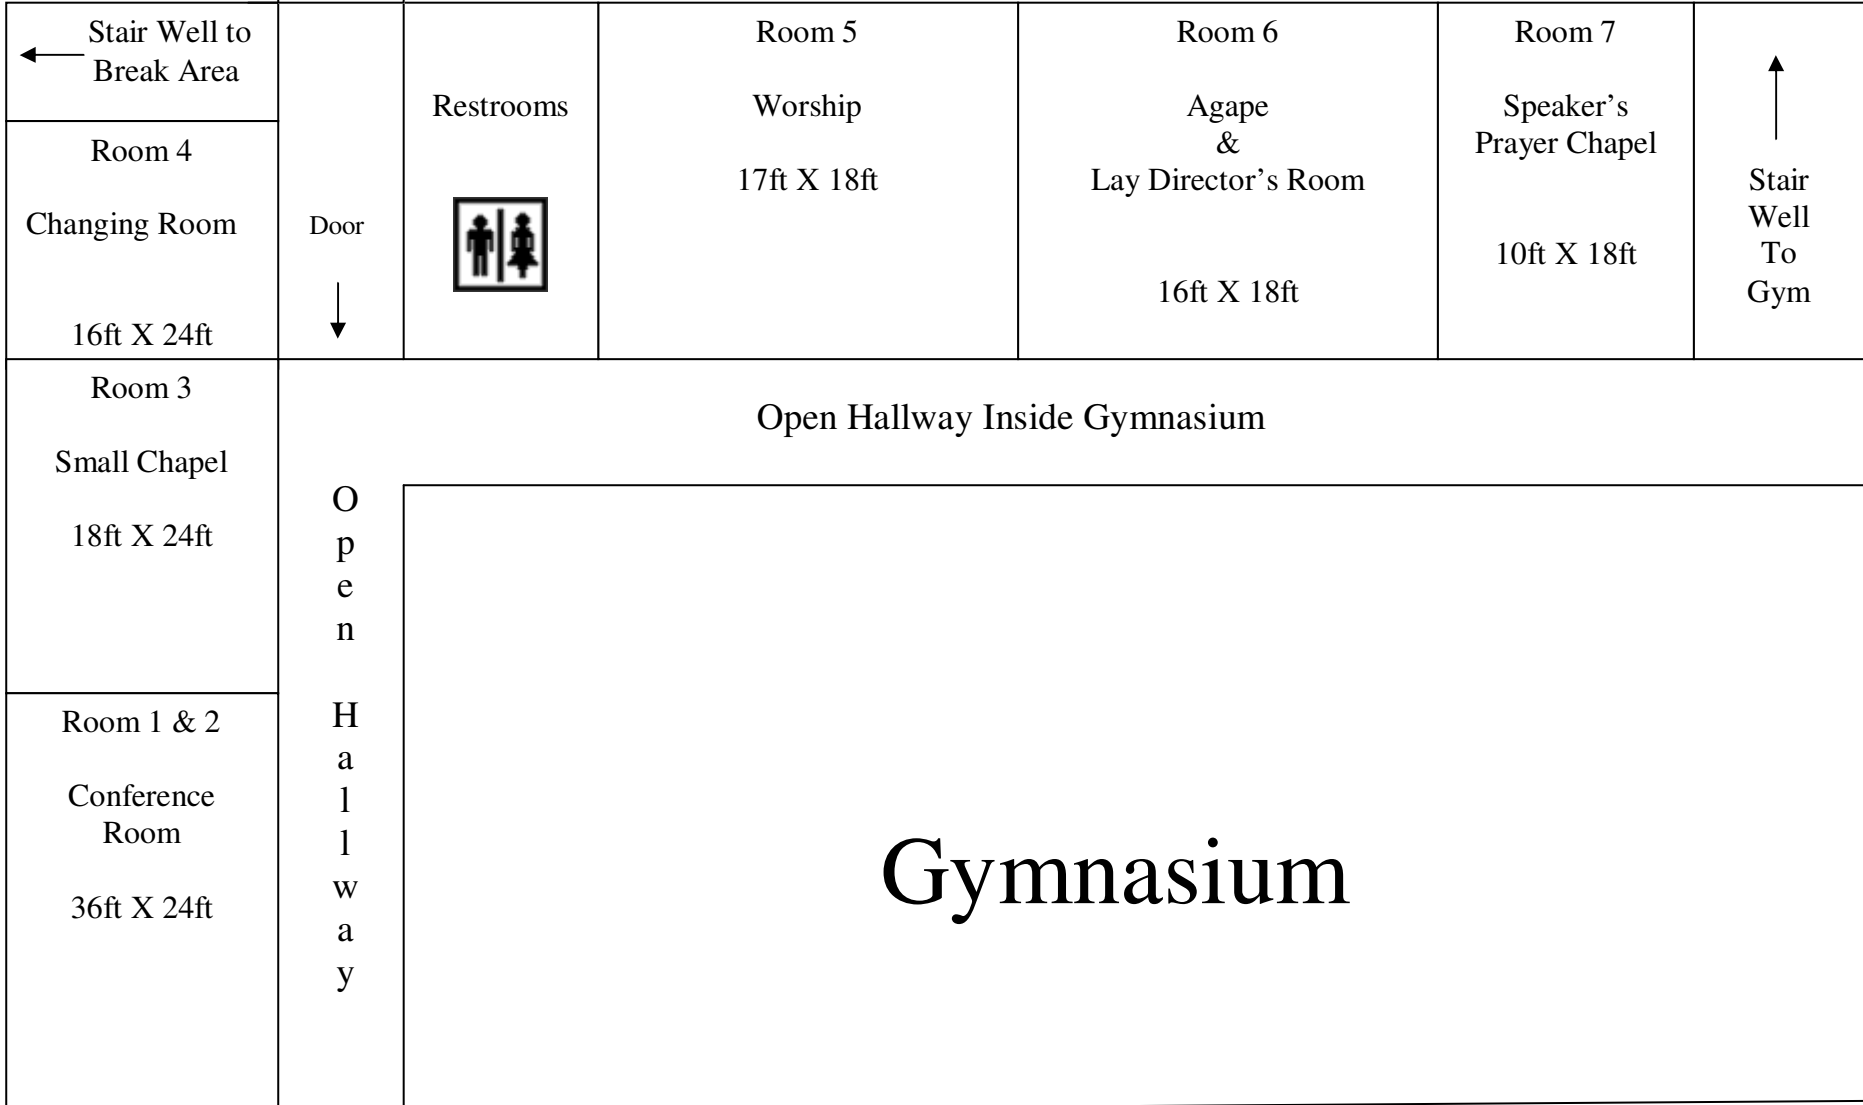 Stair Well to
Break Area
Room 4
Changing Room
16ft X 24ft
Door
Restrooms
Room 5
Worship
17ft X 18ft
Room 6
Agape
&
Lay Director’s Room
16ft X 18ft
Room 7
Speaker’s
Prayer Chapel
10ft X 18ft
Stair
Well
To
Gym
Room 3
Small Chapel
18ft X 24ft
Open Hallway Inside Gymnasium
Room 1 & 2
Conference
Room
36ft X 24ft
O
p
e
n
H
a
l
l
w
a
y
Gymnasium